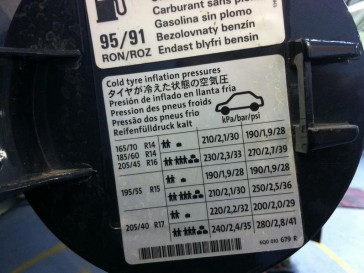 Carburant sans plo
Gasolina sin plomo
95/91 Bezolovnatý benzín
RON/ROZ Endast blyfri bensin
Cold tyre inflation pressures
タイヤが冷えた状態の空気圧
Presión de inflado en llanta fria
Pression des pneus froids
Pressão dos pneus frio
Reifenfülldruck kalt
kPa/bar/psi
165/70 R14
185/60 R14 210/2,1/30 190/1,9/28
205/45 R16 230/2,3/33 270/2,7/39
195/55 R15 190/1,9/28 190/1,9/28
210/2,1/30 250/2,5/36
205/40 R17 220/2,2/32 200/2,0/29
240/2,4/35 280/2,8/41
6Q0 010 679 R